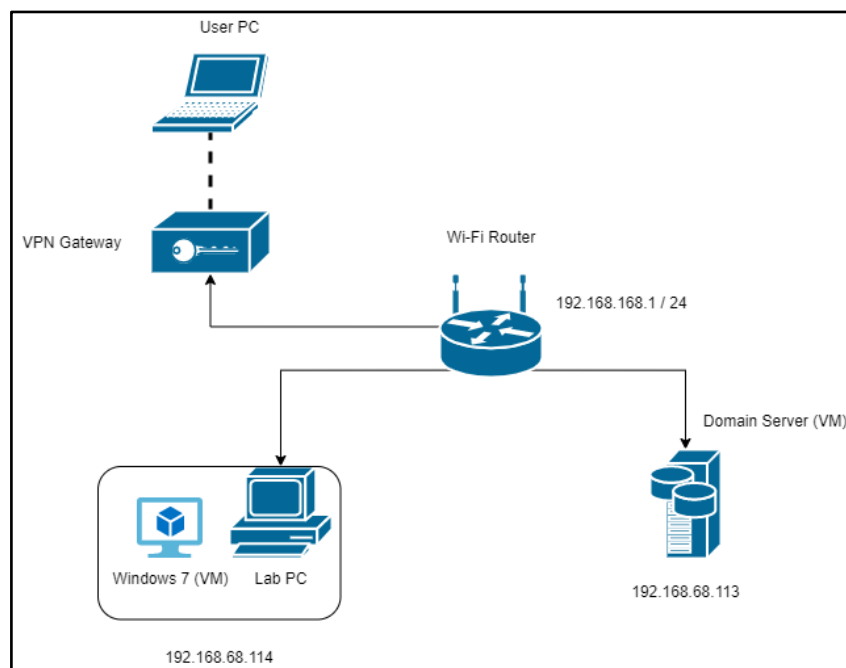 User PC
VPN Gateway
Wi-Fi Router
192.168.168.1 / 24
Domain Server (VM)
Windows 7 (VM)
Lab PC
192.168.68.113
192.168.68.114